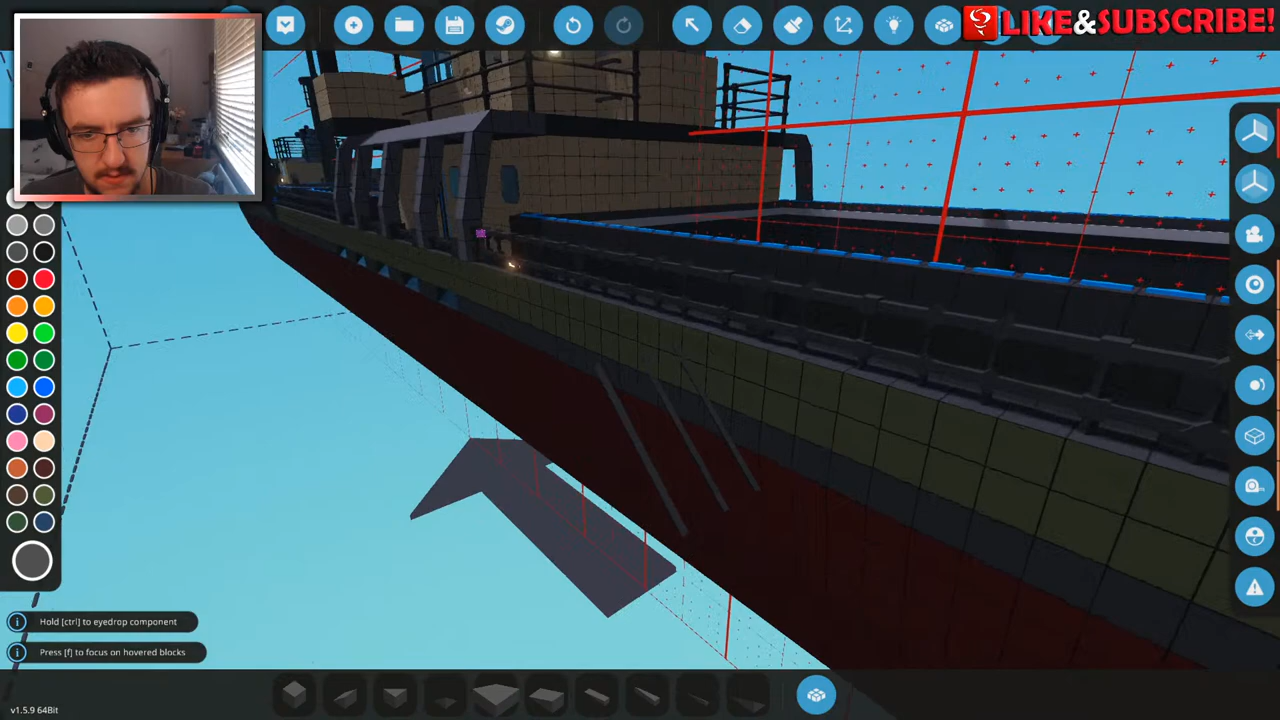 LIKE&SUBSCRIBE!
Hold [ctrl] to eyedrop component
Press [f] to focus on hovered blocks
v1.5.9 64Bit